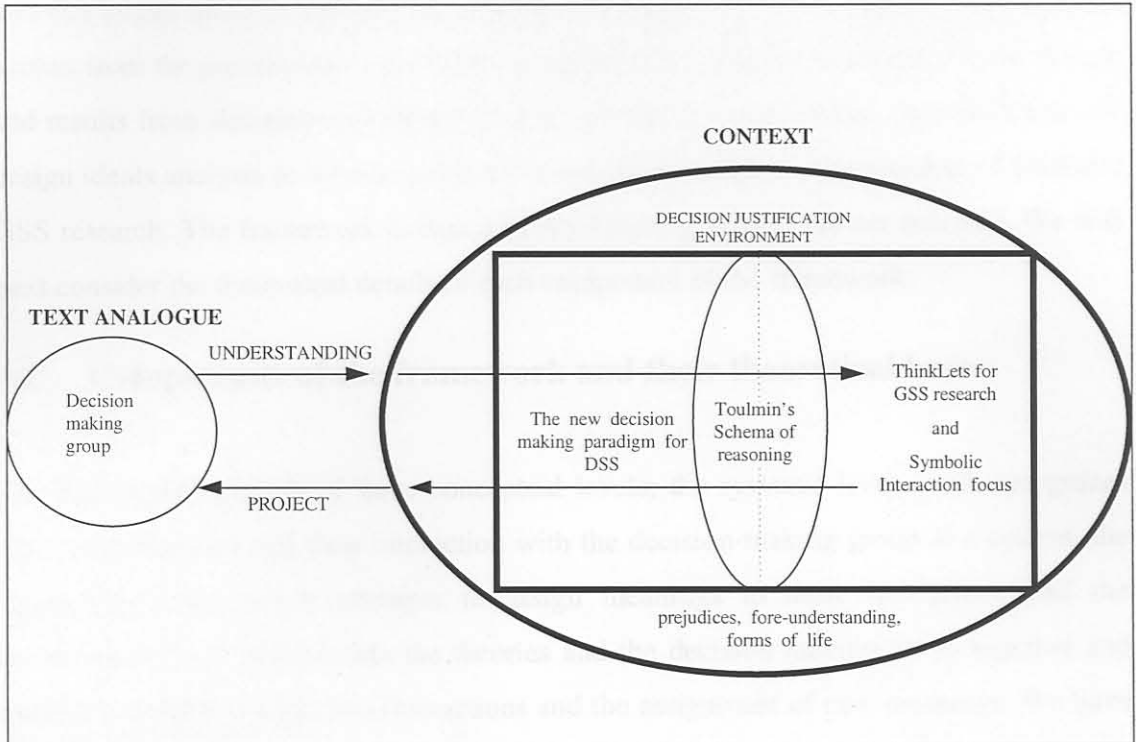 CONTEXT
DECISION JUSTIFICATION
ENVIRONMENT
TEXT ANALOGUE
UNDERSTANDING
Decision
making
group
PROJECT
The new decision
making paradigm for
DSS
Toulmin's
Schema of
reasoning
ThinkLets for
GSS research
and
Symbolic
Interaction focus
prejudices, fore-understanding,
forms of life